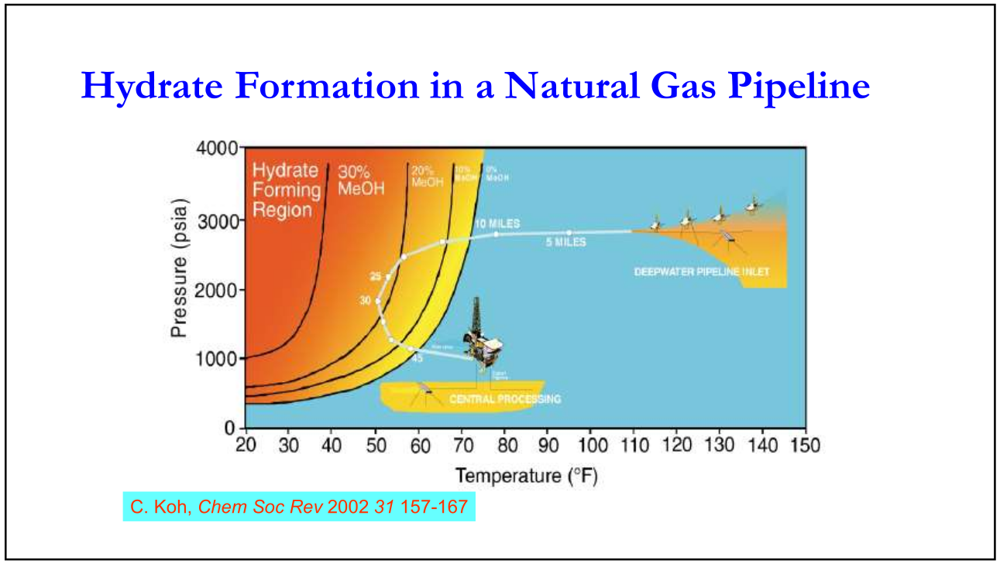 Hydrate Formation in a Natural Gas Pipeline
4000
3000
2000
1000
0
Pressure (psia)
Hydrate
Forming
Region
30%
MeOH
20%
MeOH
10%
MeOH
0%
MeOH
10 MILES
5 MILES
25
30
45
DEEPWATER PIPELINE INLET
CENTRAL PROCESSING
20 30 40 50 60 70 80 90 100 110 120 130 140 150
Temperature (°F)
C. Koh, Chem Soc Rev 2002 31 157-167